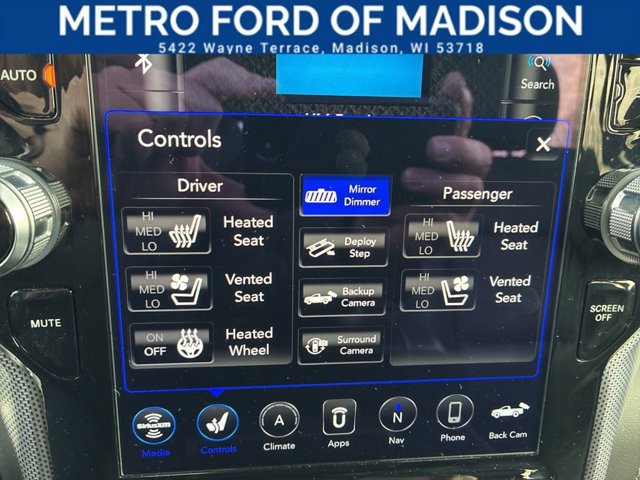 METRO FORD OF MADISON
5422 Wayne Terrace, Madison, WI 53718
AUTO
Search
Controls
X
Driver
HI
MED
LO
Heated
Seat
HI
MED
LO
Vented
Seat
ON
OFF
Heated
Wheel
Mirror
Dimmer
Deploy
Step
Backup
Camera
Surround
Camera
Passenger
HI
MED
LO
Heated
Seat
HI
MED
LO
Vented
Seat
MUTE
SCREEN
OFF
SiriusXM
Media
Controls
A
Climate
U
Apps
N
Nav
Phone
Back Cam